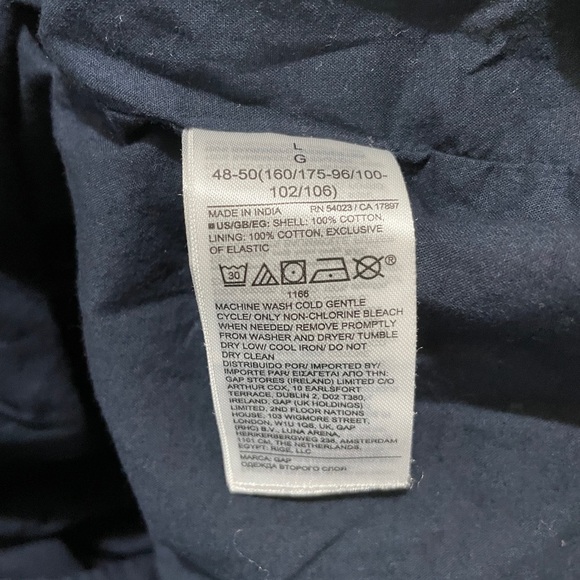 L
G
48-50(160/175-96/100-
102/106)
MADE IN INDIA RN 54023 / CA 17897
■US/GB/EG: SHELL: 100% COTTON,
LINING: 100% COTTON, EXCLUSIVE
OF ELASTIC
30 ®
1166
MACHINE WASH COLD GENTLE
CYCLE/ ONLY NON-CHLORINE BLEACH
WHEN NEEDED/ REMOVE PROMPTLY
FROM WASHER AND DRYER/ TUMBLE
DRY LOW/ COOL IRON/ DO NOT
DRY CLEAN
DISTRIBUIDO POR/ IMPORTED BY/
IMPORTE PAR/ ΕΙΣΑΓΕΤΑΙ ΑΠΟ ΤΗΝ:
GAP STORES (IRELAND) LIMITED C/O
ARTHUR COX, 10 EARLSFORT
TERRACE, DUBLIN 2, D02 T380,
IRELAND, GAP (UK HOLDINGS)
LIMITED, 2ND FLOOR NATIONS
HOUSE, 103 WIGMORE STREET,
LONDON, W1U 1QS, UK, GAP
(RHC) B.V., LUNA ARENA,
HERIKERBERGWEG 238, AMSTERDAM
1101 CM, THE NETHERLANDS,
EGYPT: RIGE, LLC
MARCA: GAP
ОДЕЖДА ВТОРОГО СЛОЯ